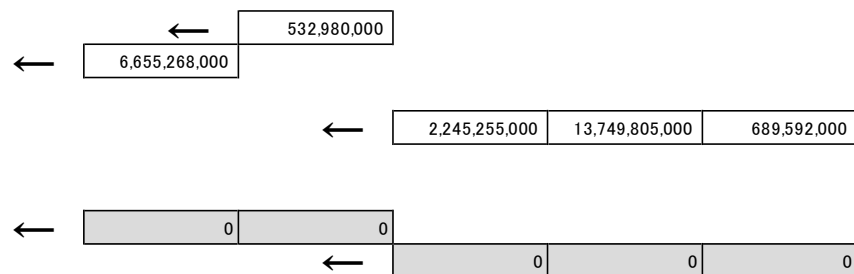 ← 532,980,000
← 6,655,268,000
← 2,245,255,000 13,749,805,000 689,592,000
← 0 0
← 0 0 0